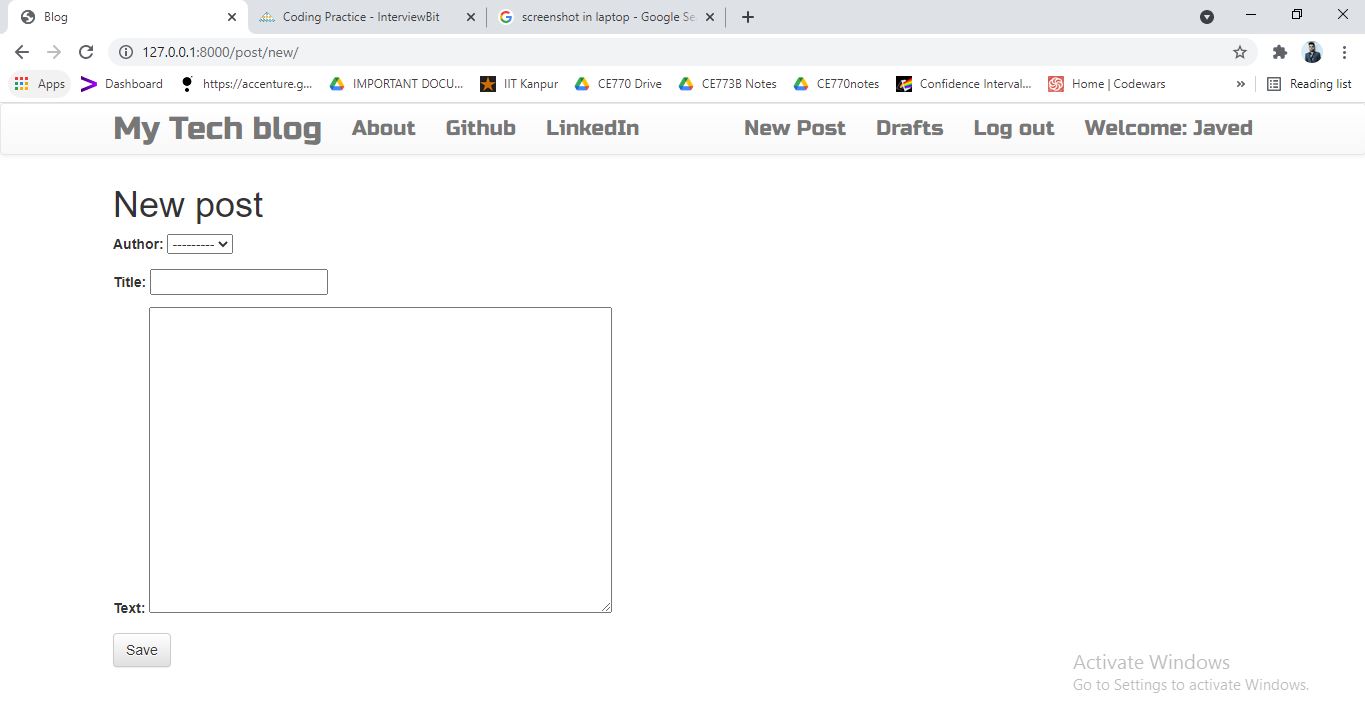 Blog
Coding Practice - InterviewBit
screenshot in laptop - Google Se
127.0.0.1:8000/post/new/
Apps Dashboard https://accenture.g... IMPORTANT DOCU... IIT Kanpur CE770 Drive CE773B Notes CE770notes Confidence Interval... Home | Codewars » Reading list
My Tech blog About Github LinkedIn New Post Drafts Log out Welcome: Javed
New post
Author: ---------
Title:
Text:
Save
Activate Windows
Go to Settings to activate Windows.